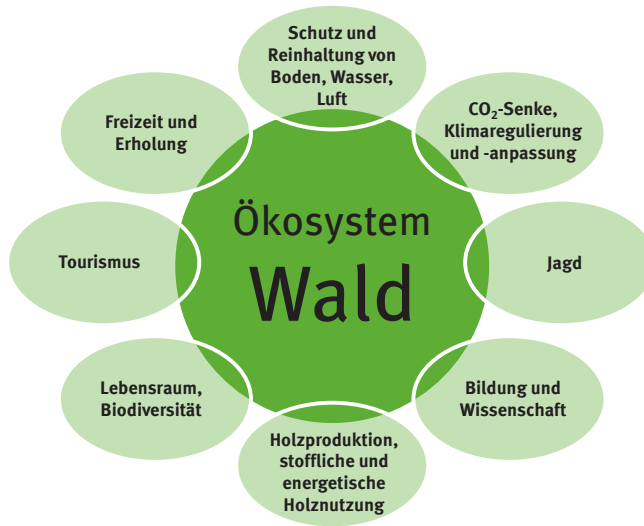 Schutz und
Reinhaltung von
Boden, Wasser,
Luft
CO₂-Senke,
Klimaregulierung
und -anpassung
Jagd
Bildung und
Wissenschaft
Holzproduktion,
stoffliche und
energetische
Holznutzung
Lebensraum,
Biodiversität
Tourismus
Freizeit und
Erholung
Ökosystem
Wald